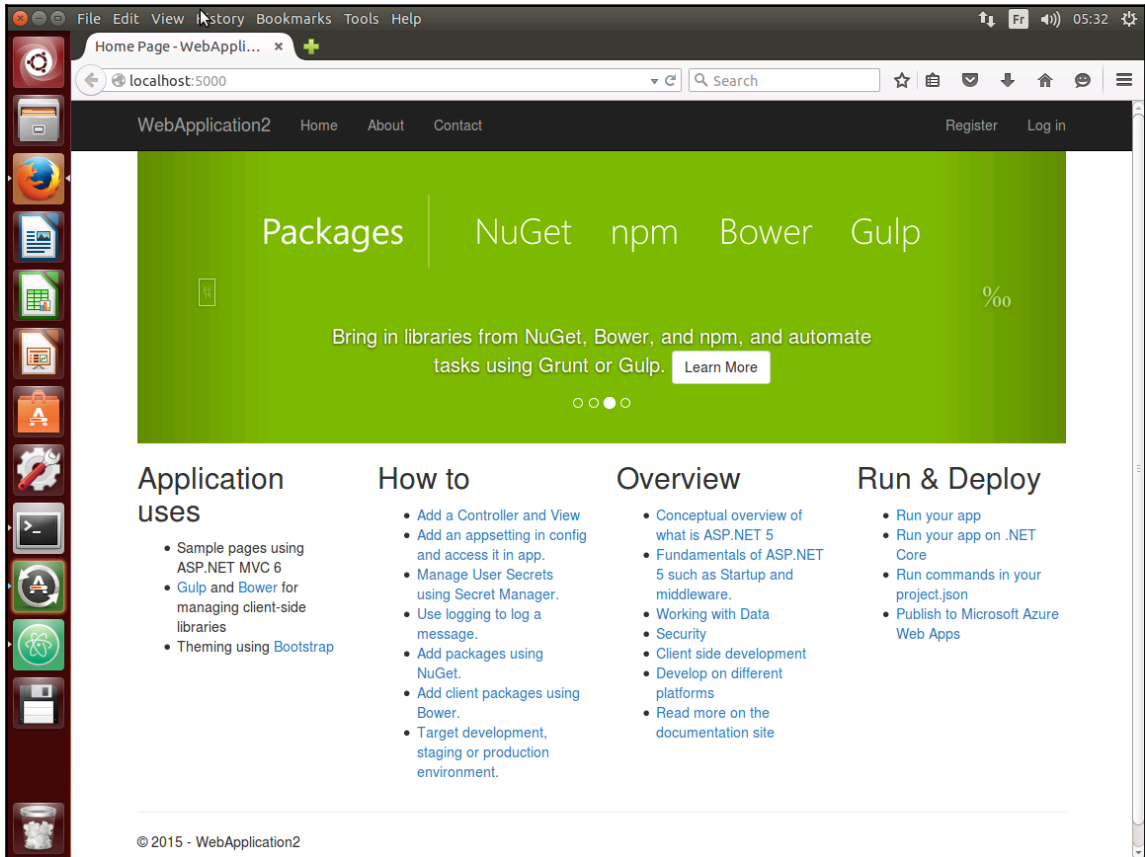 File Edit View History Bookmarks Tools Help
Fr 05:32
Home Page - WebAppli...
localhost:5000
Search
WebApplication2 Home About Contact Register Log in
Packages NuGet npm Bower Gulp
‰
Bring in libraries from NuGet, Bower, and npm, and automate
tasks using Grunt or Gulp. Learn More
Application
uses
• Sample pages using
ASP.NET MVC 6
• Gulp and Bower for
managing client-side
libraries
• Theming using Bootstrap
How to
• Add a Controller and View
• Add an appsetting in config
and access it in app.
• Manage User Secrets
using Secret Manager.
• Use logging to log a
message.
• Add packages using
NuGet.
• Add client packages using
Bower.
• Target development,
staging or production
environment.
Overview
• Conceptual overview of
what is ASP.NET 5
• Fundamentals of ASP.NET
5 such as Startup and
middleware.
• Working with Data
• Security
• Client side development
• Develop on different
platforms
• Read more on the
documentation site
Run & Deploy
• Run your app
• Run your app on .NET
Core
• Run commands in your
project.json
• Publish to Microsoft Azure
Web Apps
© 2015 - WebApplication2